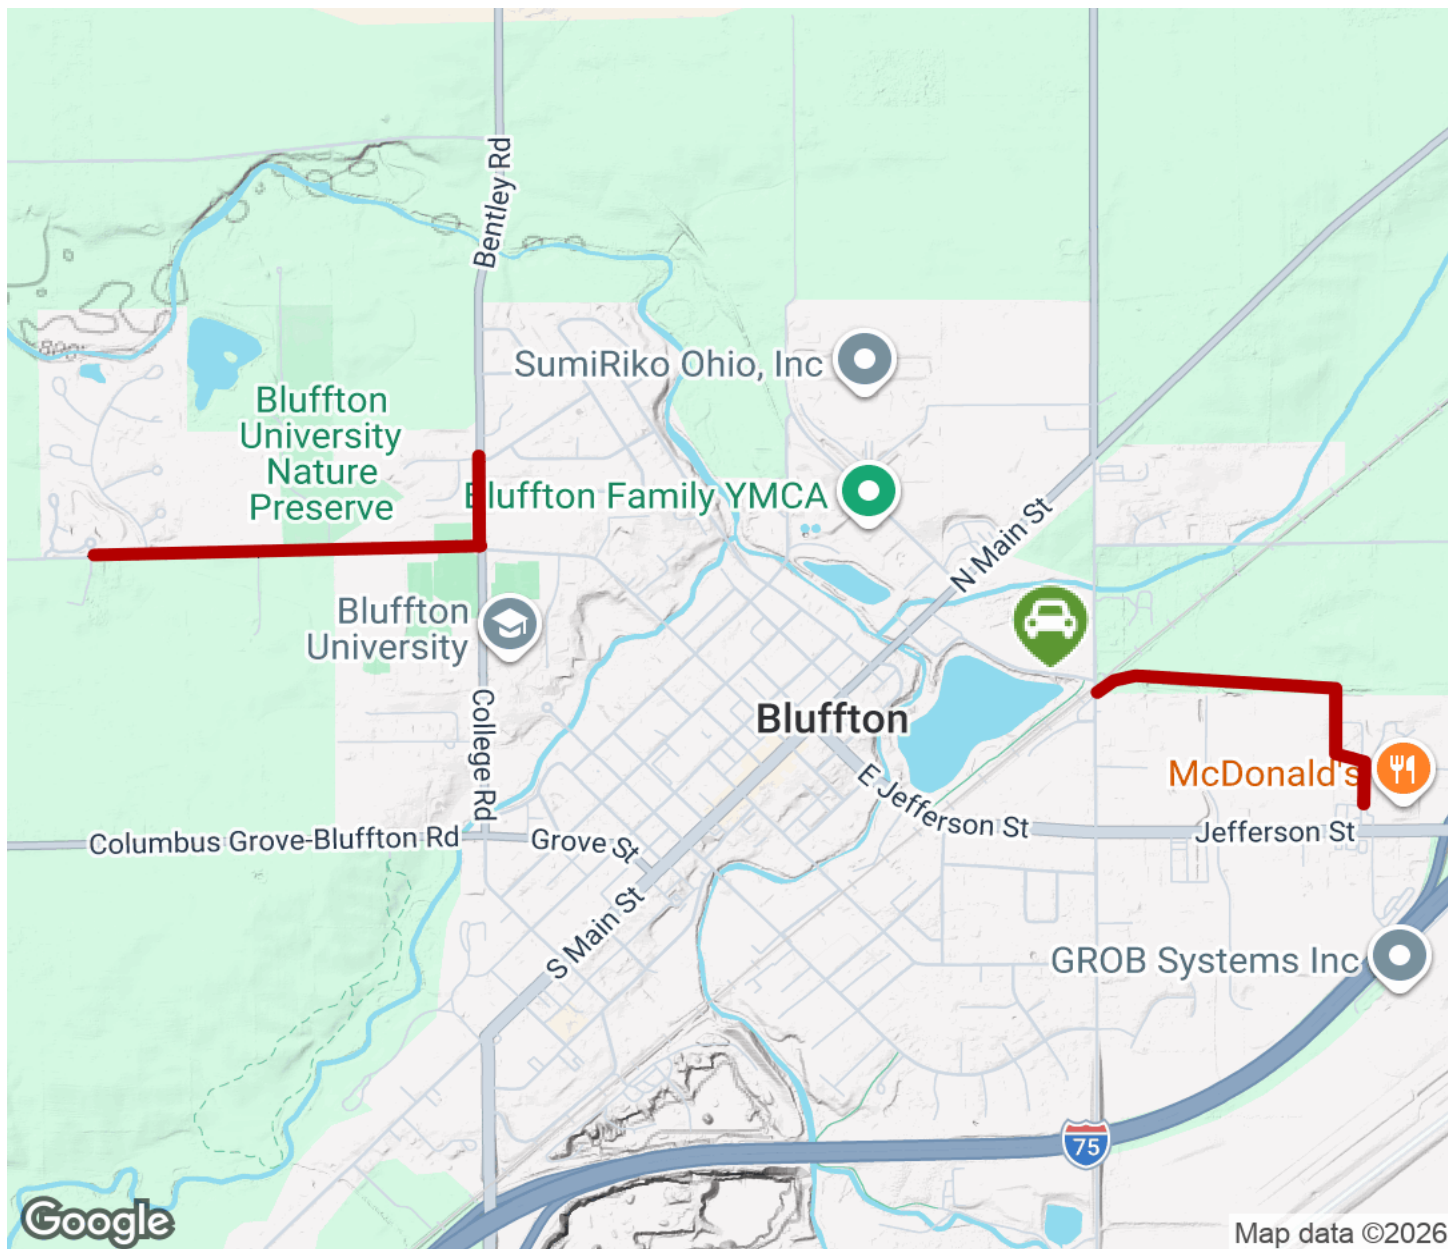 Bentley Rd
SumiRiko Ohio, Inc
Bluffton
University
Nature
Preserve
Bluffton Family YMCA
N Main St
Bluffton
University
College Rd
Bluffton
E Jefferson St
McDonald's
Jefferson St
Columbus Grove-Bluffton Rd
Grove St
S Main St
GROB Systems Inc
75
Google
Map data ©2026